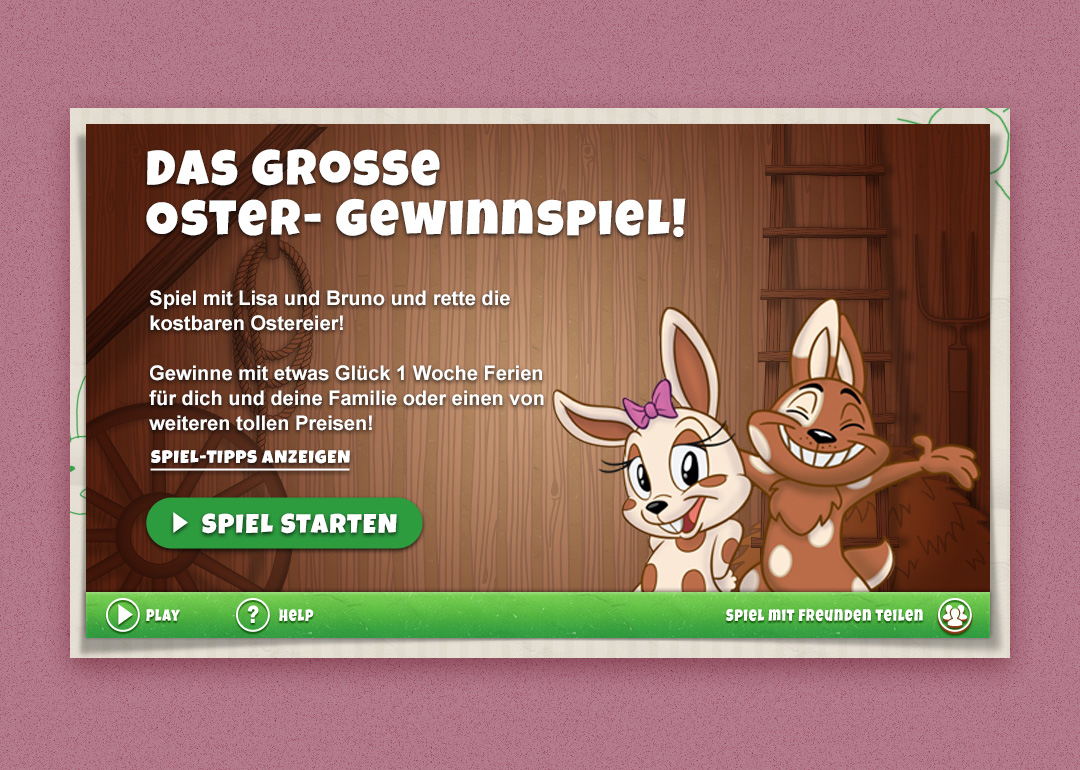 DAS GROSSE
OSTER- GEWINNSPIEL!
Spiel mit Lisa und Bruno und rette die
kostbaren Ostereier!
Gewinne mit etwas Glück 1 Woche Ferien
für dich und deine Familie oder einen von
weiteren tollen Preisen!
SPIEL-TIPPS ANZEIGEN
SPIEL STARTEN
PLAY
? HELP
SPIEL MIT FREUNDEN TEILEN